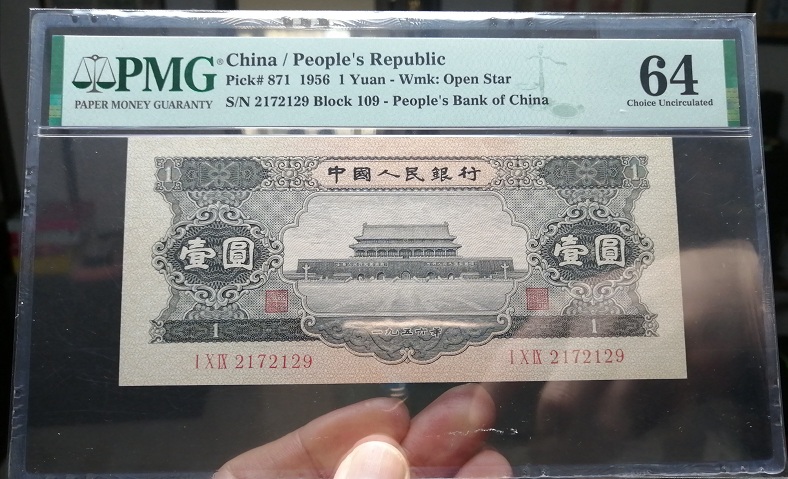 PMG
PAPER MONEY GUARANTY
China / People's Republic
Pick# 871 1956 1 Yuan - Wmk: Open Star
S/N 2172129 Block 109 - People's Bank of China
64
Choice Uncirculated
1 中國人民銀行 1
壹圓 壹圓
一九五六年
1 1
I X IX 2172129 I X IX 2172129